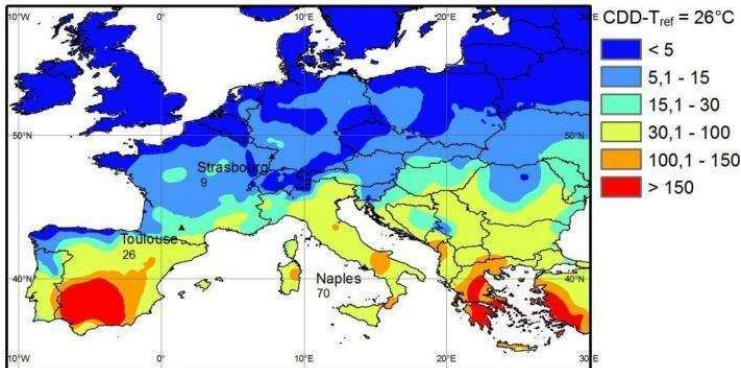 CDD-Tref = 26°C
< 5
5,1 - 15
15,1 - 30
30,1 - 100
100,1 - 150
> 150
50°N
50°N
Strasbourg
9
Toulouse
26
40°N
Naples
70
40°N
10°W
0°
10°E
20°E
30°E